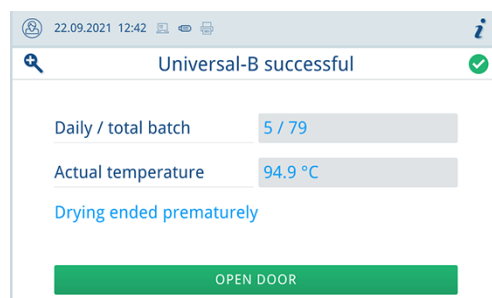 22.09.2021 12:42
Universal-B successful
Daily / total batch 5 / 79
Actual temperature 94.9 °C
Drying ended prematurely
OPEN DOOR